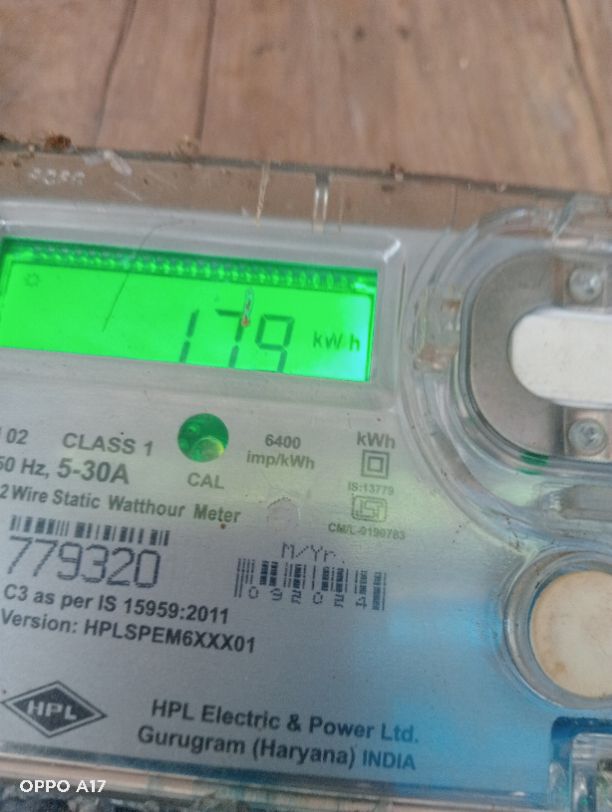 179 kWh
02 CLASS 1
50 Hz, 5-30A
CAL
6400
imp/kWh
kWh
IS:13779
CM/L-0190783
2 Wire Static Watthour Meter
779320
M/Yr.
C3 as per IS 15959:2011
Version: HPLSPEM6XXX01
HPL
HPL Electric & Power Ltd.
Gurugram (Haryana) INDIA
OPPO A17